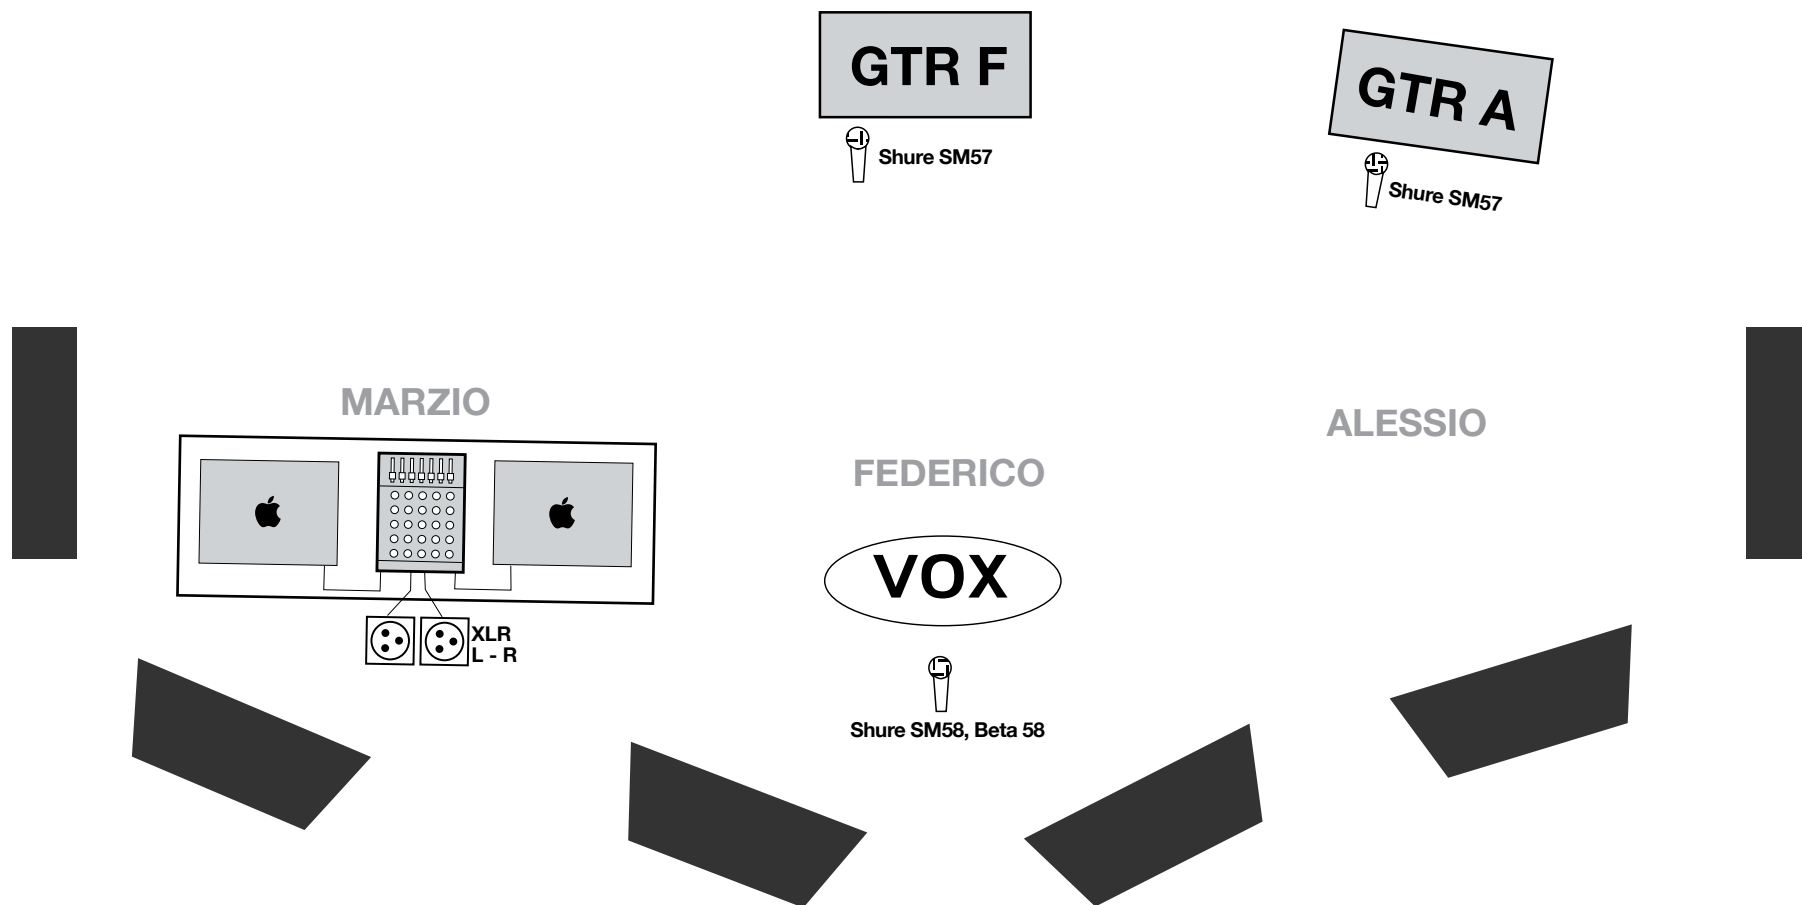 GTR F
GTR A
Shure SM57
Shure SM57
MARZIO
ALESSIO
FEDERICO
VOX
XLR
L - R
Shure SM58, Beta 58